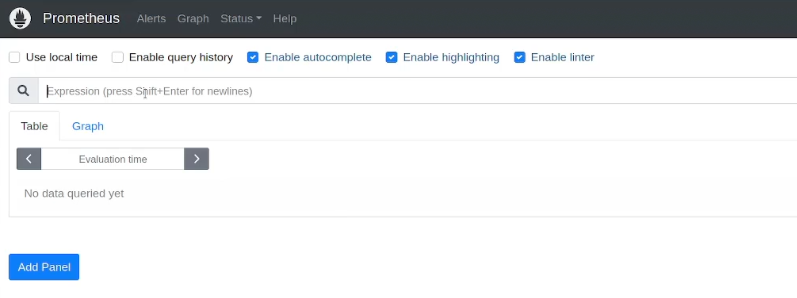 Prometheus Alerts Graph Status Help
Use local time Enable query history Enable autocomplete Enable highlighting Enable linter
Expression (press Shift+Enter for newlines)
Table Graph
Evaluation time
No data queried yet
Add Panel